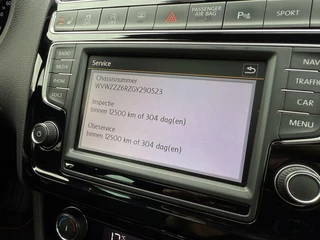 PASSENGER
AIR BAG
SPORT
Service
Chassisnummer
WVWZZZ6RZGY290523
Inspectie
binnen 12500 km of 304 dag(en)
Olieservice
binnen 12500 km of 304 dag(en)
RADIO
MEDIA
PHONE
VOICE
NAV
TRAFFIC
CAR
MENU